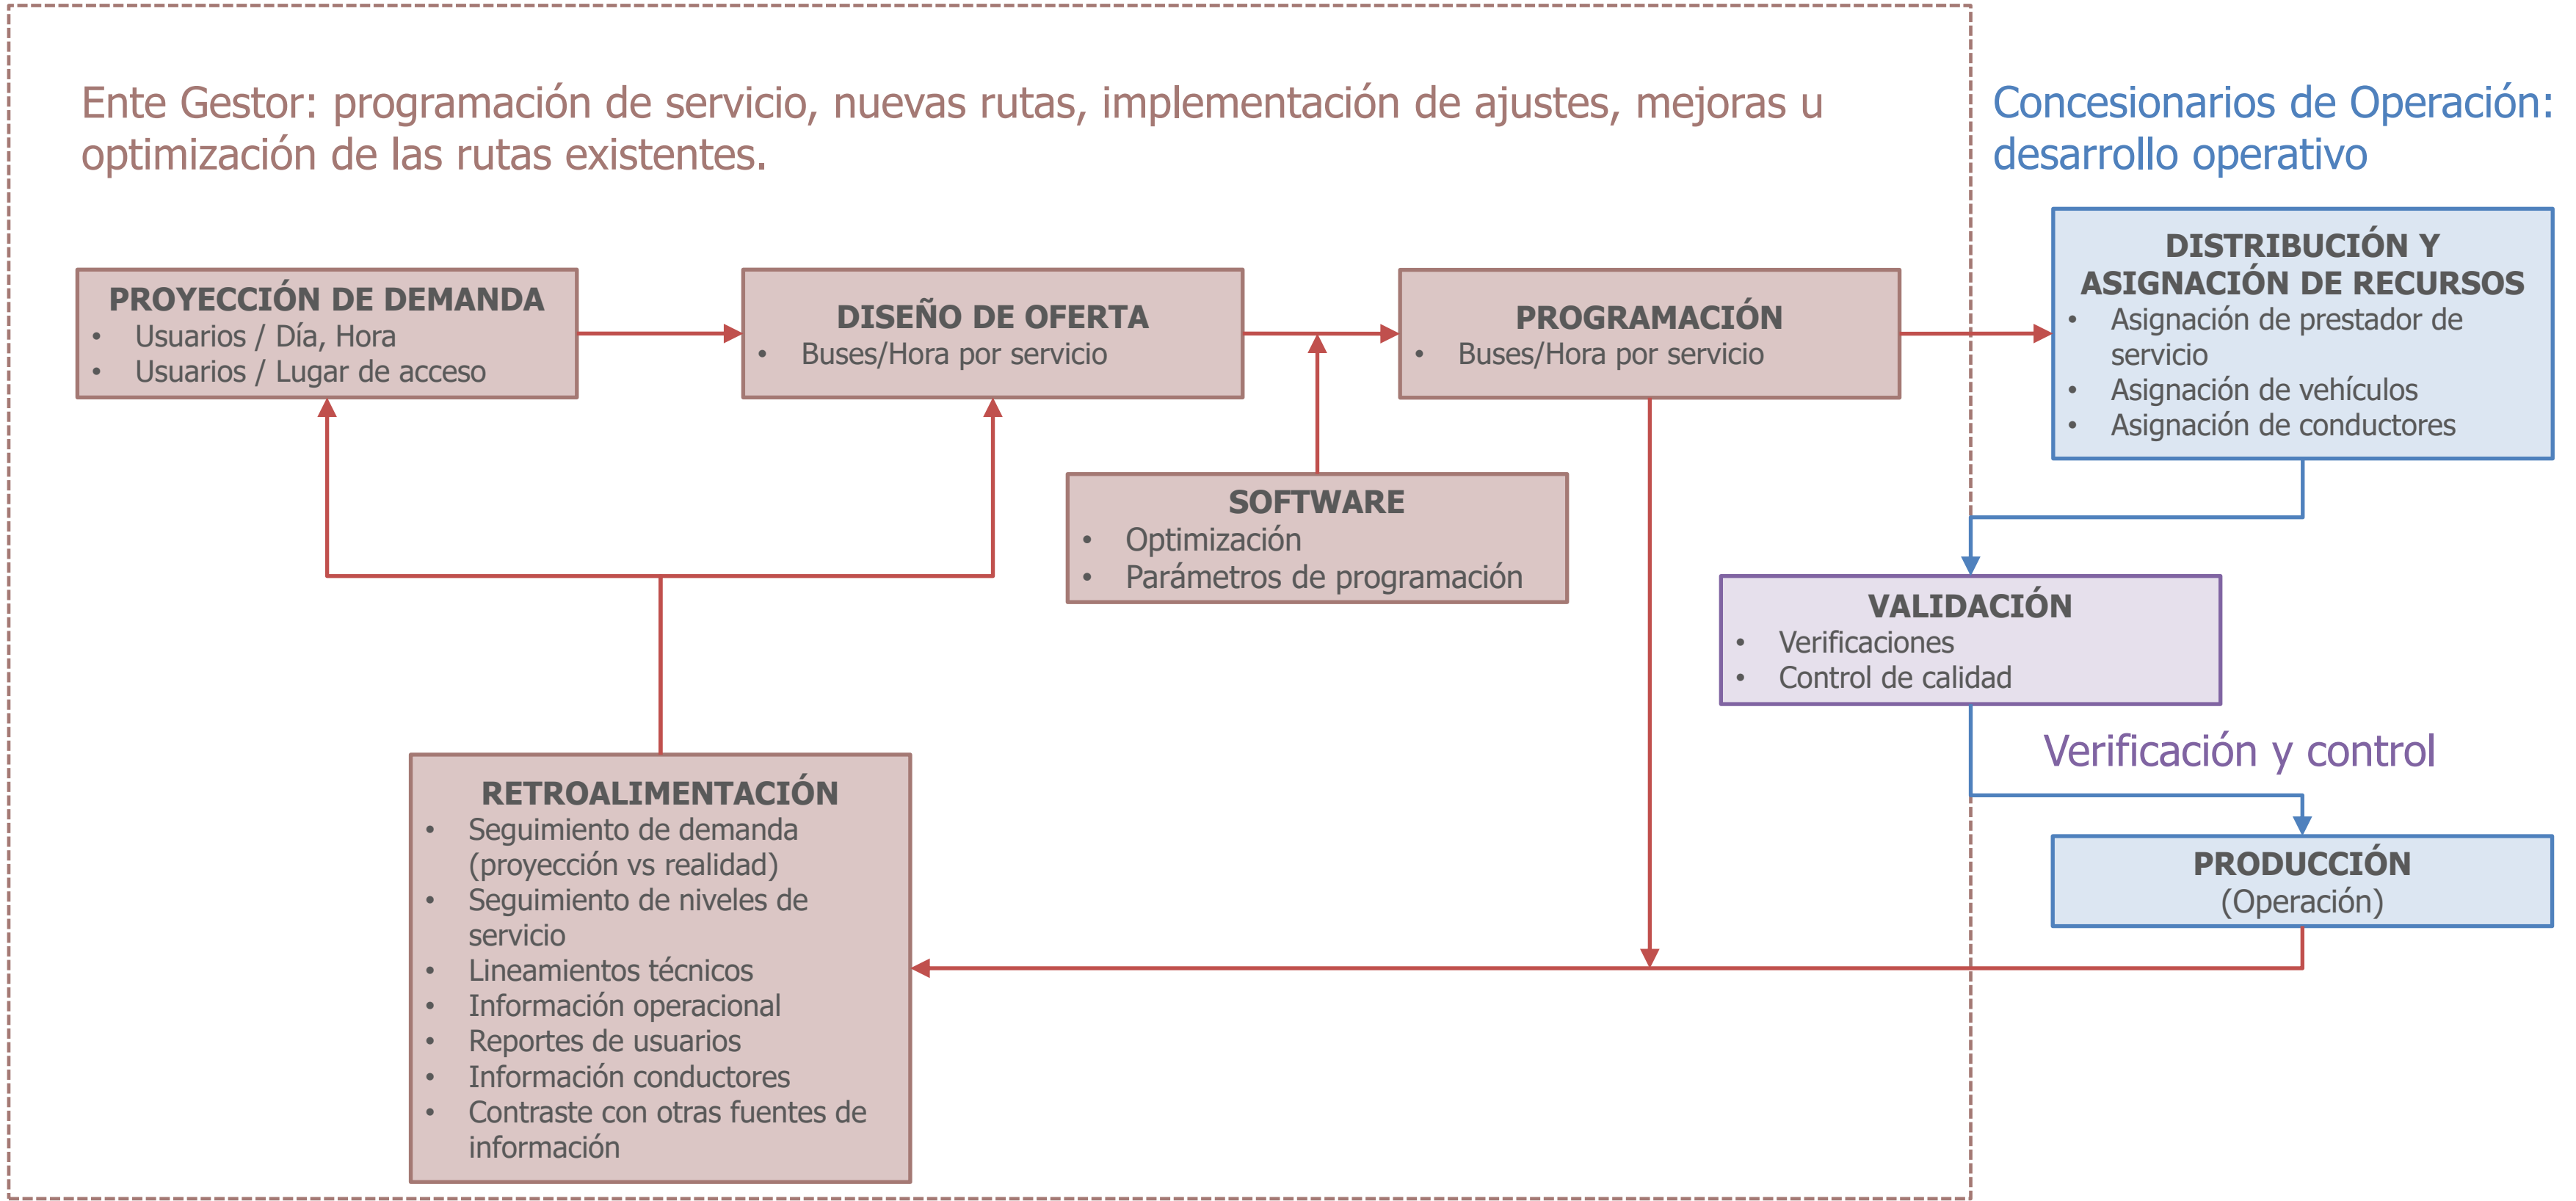 Ente Gestor: programación de servicio, nuevas rutas, implementación de ajustes, mejoras u
optimización de las rutas existentes.
Concesionarios de Operación:
desarrollo operativo
PROYECCIÓN DE DEMANDA
• Usuarios / Día, Hora
• Usuarios / Lugar de acceso
DISEÑO DE OFERTA
• Buses/Hora por servicio
PROGRAMACIÓN
• Buses/Hora por servicio
DISTRIBUCIÓN Y
ASIGNACIÓN DE RECURSOS
• Asignación de prestador de
servicio
• Asignación de vehículos
• Asignación de conductores
SOFTWARE
• Optimización
• Parámetros de programación
VALIDACIÓN
• Verificaciones
• Control de calidad
Verificación y control
RETROALIMENTACIÓN
• Seguimiento de demanda
(proyección vs realidad)
• Seguimiento de niveles de
servicio
• Lineamientos técnicos
• Información operacional
• Reportes de usuarios
• Información conductores
• Contraste con otras fuentes de
información
PRODUCCIÓN
(Operación)